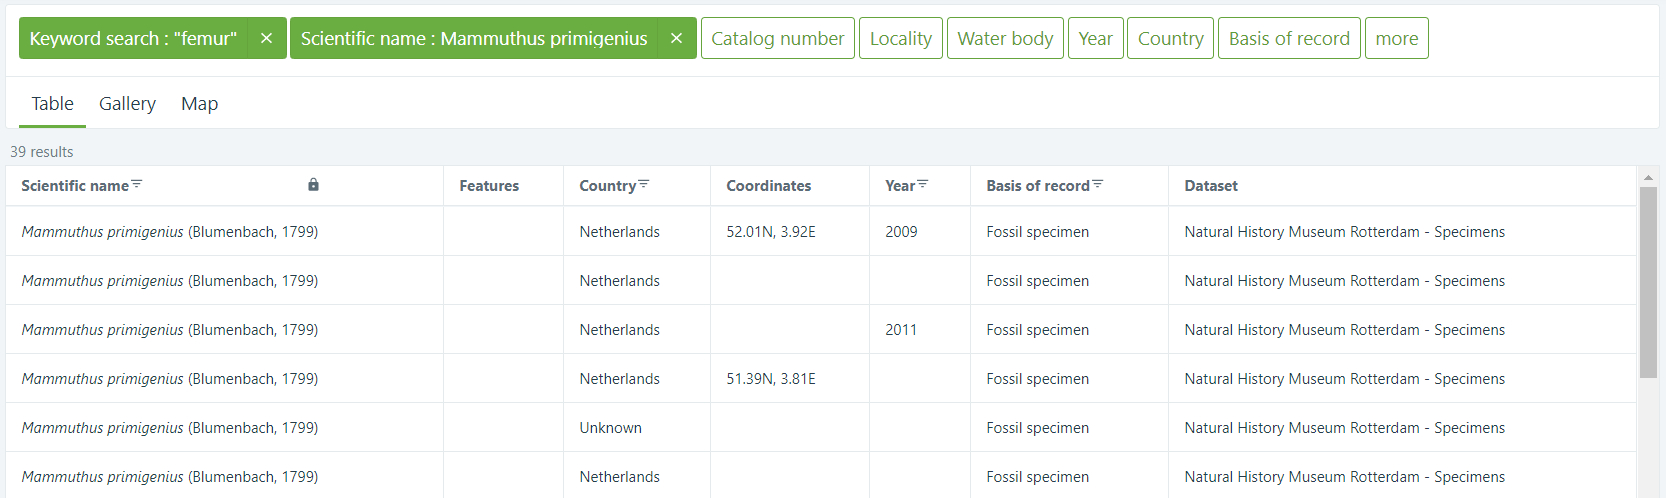 Keyword search : "femur" × Scientific name : Mammuthus primigenius × Catalog number Locality Water body Year Country Basis of record more
Table Gallery Map
39 results
Scientific name Features Country Coordinates Year Basis of record Dataset
Mammuthus primigenius (Blumenbach, 1799) Netherlands 52.01N, 3.92E 2009 Fossil specimen Natural History Museum Rotterdam - Specimens
Mammuthus primigenius (Blumenbach, 1799) Netherlands Fossil specimen Natural History Museum Rotterdam - Specimens
Mammuthus primigenius (Blumenbach, 1799) Netherlands 2011 Fossil specimen Natural History Museum Rotterdam - Specimens
Mammuthus primigenius (Blumenbach, 1799) Netherlands 51.39N, 3.81E Fossil specimen Natural History Museum Rotterdam - Specimens
Mammuthus primigenius (Blumenbach, 1799) Unknown Fossil specimen Natural History Museum Rotterdam - Specimens
Mammuthus primigenius (Blumenbach, 1799) Netherlands Fossil specimen Natural History Museum Rotterdam - Specimens